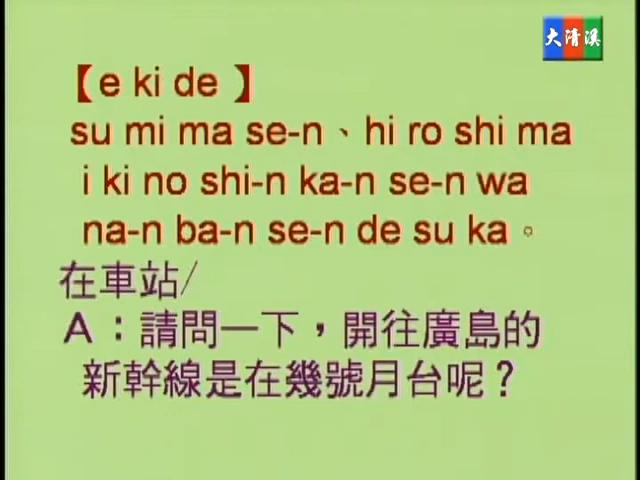 大清溪
【e ki de】
su mi ma se-n、hi ro shi ma
i ki no shi-n ka-n se-n wa
na-n ba-n se-n de su ka。
在車站/
A：請問一下，開往廣島的
新幹線是在幾號月台呢？